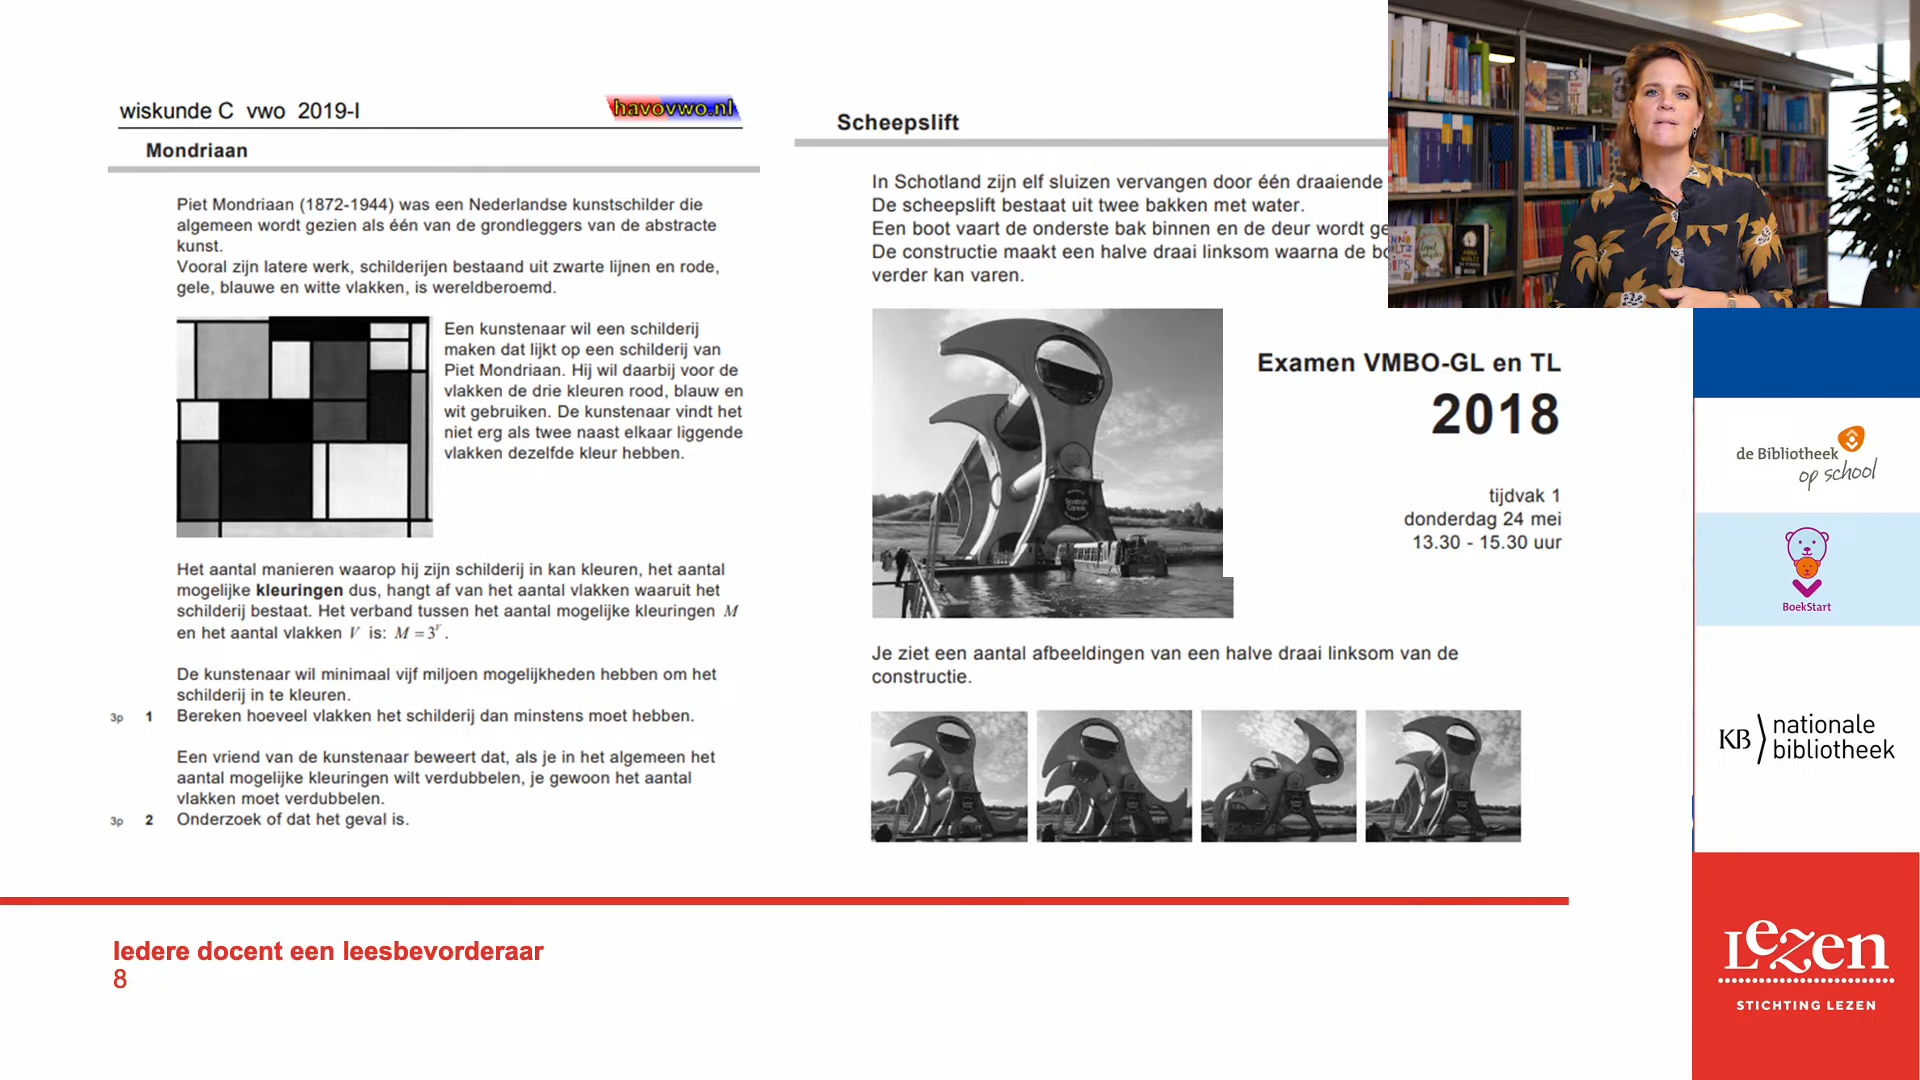 wiskunde C vwo 2019-I
havovwo.nl
Mondriaan
Piet Mondriaan (1872-1944) was een Nederlandse kunstschilder die
algemeen wordt gezien als één van de grondleggers van de abstracte
kunst.
Vooral zijn latere werk, schilderijen bestaand uit zwarte lijnen en rode,
gele, blauwe en witte vlakken, is wereldberoemd.
Een kunstenaar wil een schilderij
maken dat lijkt op een schilderij van
Piet Mondriaan. Hij wil daarbij voor de
vlakken de drie kleuren rood, blauw en
wit gebruiken. De kunstenaar vindt het
niet erg als twee naast elkaar liggende
vlakken dezelfde kleur hebben.
Het aantal manieren waarop hij zijn schilderij in kan kleuren, het aantal
mogelijke kleuringen dus, hangt af van het aantal vlakken waaruit het
schilderij bestaat. Het verband tussen het aantal mogelijke kleuringen M
en het aantal vlakken V is: M = 3^V.
De kunstenaar wil minimaal vijf miljoen mogelijkheden hebben om het
schilderij in te kleuren.
3p 1 Bereken hoeveel vlakken het schilderij dan minstens moet hebben.
Een vriend van de kunstenaar beweert dat, als je in het algemeen het
aantal mogelijke kleuringen wilt verdubbelen, je gewoon het aantal
vlakken moet verdubbelen.
3p 2 Onderzoek of dat het geval is.
Scheepslift
In Schotland zijn elf sluizen vervangen door één draaiende
De scheepslift bestaat uit twee bakken met water.
Een boot vaart de onderste bak binnen en de deur wordt ge
De constructie maakt een halve draai linksom waarna de bo
verder kan varen.
Examen VMBO-GL en TL
2018
tijdvak 1
donderdag 24 mei
13.30 - 15.30 uur
Je ziet een aantal afbeeldingen van een halve draai linksom van de
constructie.
Iedere docent een leesbevorderaar
8
de Bibliotheek
op school
BoekStart
KB nationale
bibliotheek
Lezen
STICHTING LEZEN